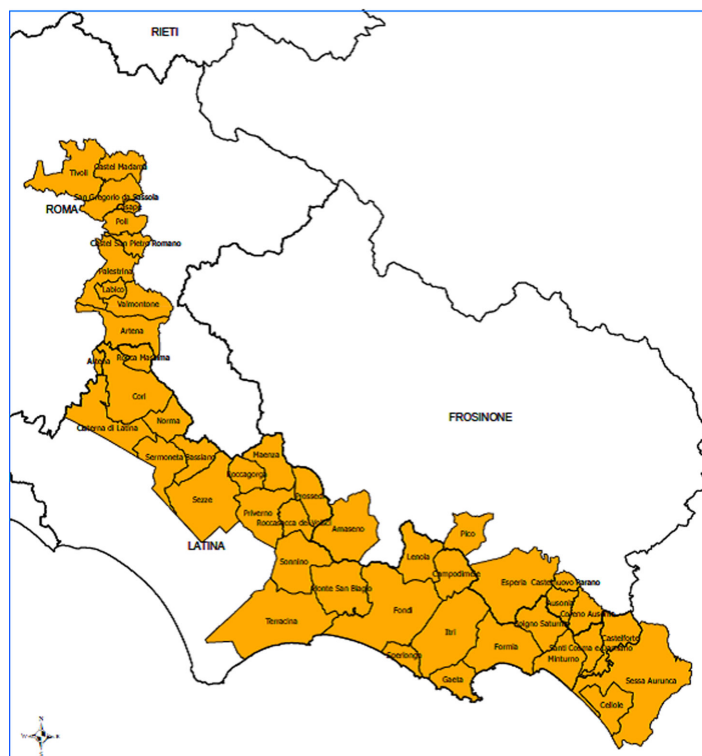 RIETI
Tivoli
Castel Madama
San Gregorio da Sassola
Casape
ROMA
Poli
Castel San Pietro Romano
Palestrina
Labico
Valmontone
Artena
Artena
Rocca Massima
Cori
Norma
Cisterna di Latina
FROSINONE
Sermoneta
Bassiano
Maenza
Roccagorga
Sezze
Prossedi
Priverno
Roccasecca dei Volsci
Amaseno
Pico
LATINA
Sonnino
Lenola
Campodimele
Esperia
Castelnuovo Parano
Monte San Biagio
Ausonia
Coreno Ausonio
Fondi
Terracina
Itri
Spigno Saturnia
Castelforte
Formia
Santi Cosma e Damiano
Minturno
Sperlonga
Gaeta
Sessa Aurunca
Cellole
N
S